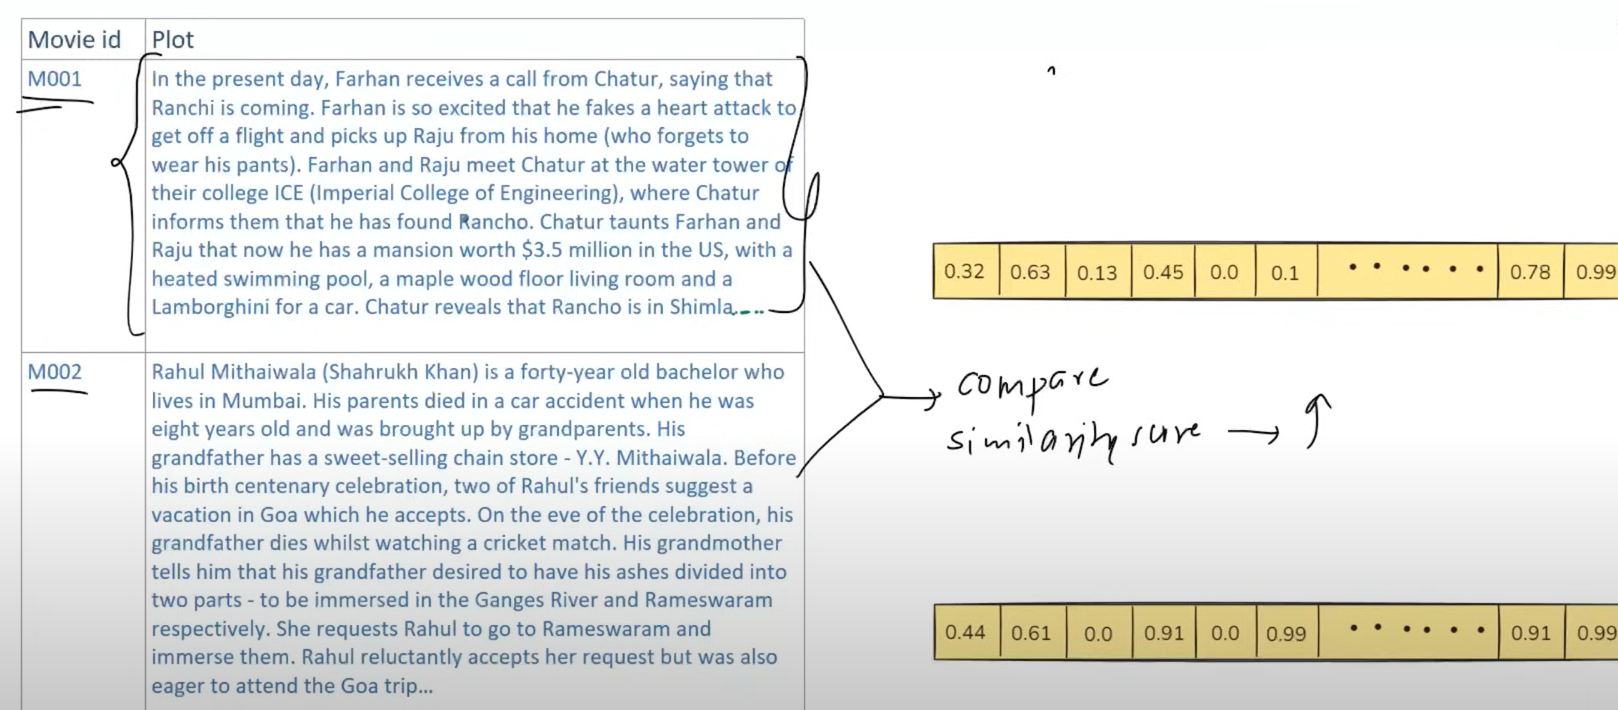 Movie id Plot
M001
In the present day, Farhan receives a call from Chatur, saying that
Ranchi is coming. Farhan is so excited that he fakes a heart attack to
get off a flight and picks up Raju from his home (who forgets to
wear his pants). Farhan and Raju meet Chatur at the water tower of
their college ICE (Imperial College of Engineering), where Chatur
informs them that he has found Rancho. Chatur taunts Farhan and
Raju that now he has a mansion worth $3.5 million in the US, with a
heated swimming pool, a maple wood floor living room and a
Lamborghini for a car. Chatur reveals that Rancho is in Shimla....
M002
Rahul Mithaiwala (Shahrukh Khan) is a forty-year old bachelor who
lives in Mumbai. His parents died in a car accident when he was
eight years old and was brought up by grandparents. His
grandfather has a sweet-selling chain store - Y.Y. Mithaiwala. Before
his birth centenary celebration, two of Rahul's friends suggest a
vacation in Goa which he accepts. On the eve of the celebration, his
grandfather dies whilst watching a cricket match. His grandmother
tells him that his grandfather desired to have his ashes divided into
two parts - to be immersed in the Ganges River and Rameswaram
respectively. She requests Rahul to go to Rameswaram and
immerse them. Rahul reluctantly accepts her request but was also
eager to attend the Goa trip...
0.32 0.63 0.13 0.45 0.0 0.1 ...... 0.78 0.99
compare
similarity score → ↑
0.44 0.61 0.0 0.91 0.0 0.99 ...... 0.91 0.99